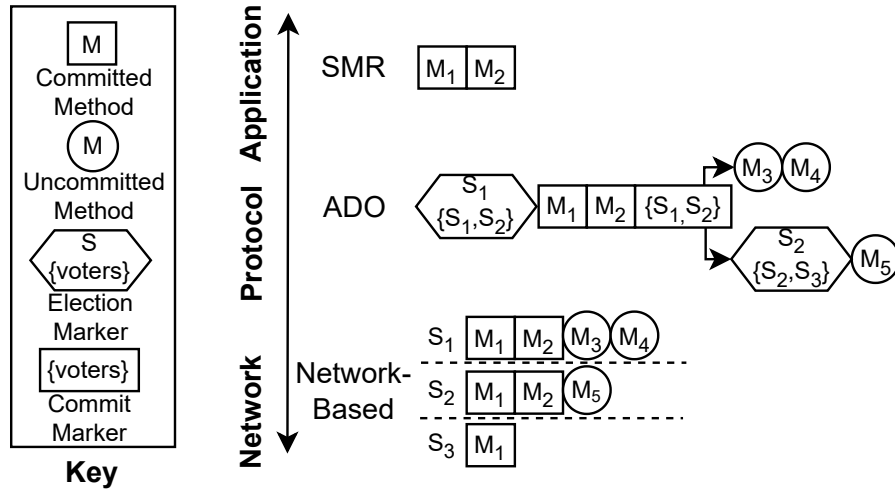 M
Committed
Method
M
Uncommitted
Method
S
{voters}
Election
Marker
{voters}
Commit
Marker
Key
Application
Protocol
Network
SMR
M₁ M₂
ADO
S₁
{S₁,S₂}
M₁ M₂ {S₁,S₂}
M₃ M₄
S₂
{S₂,S₃}
M₅
Network-
Based
S₁ M₁ M₂ M₃ M₄
S₂ M₁ M₂ M₅
S₃ M₁